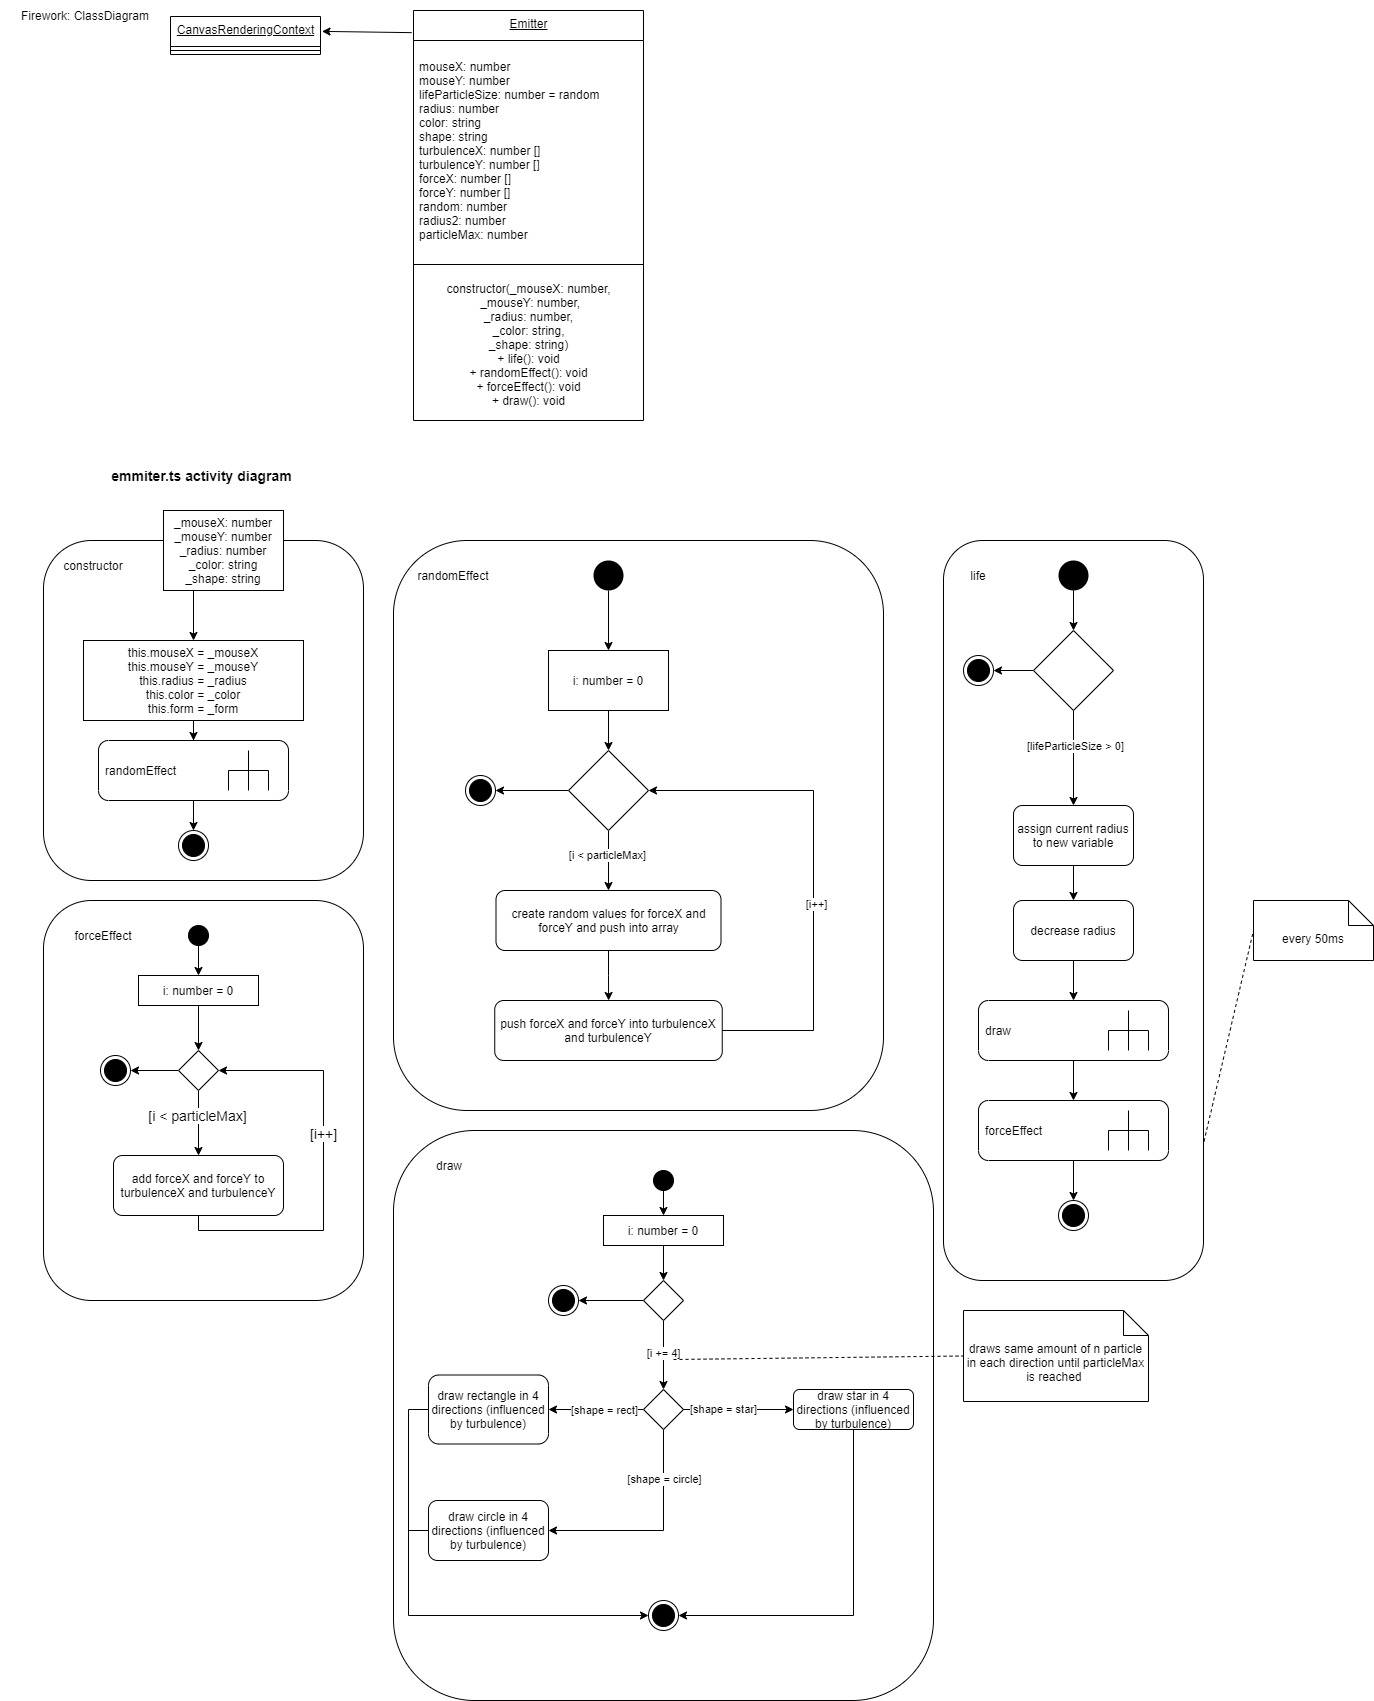 Firework: ClassDiagram
CanvasRenderingContext
Emitter
mouseX: number
mouseY: number
lifeParticleSize: number = random
radius: number
color: string
shape: string
turbulenceX: number []
turbulenceY: number []
forceX: number []
forceY: number []
random: number
radius2: number
particleMax: number
constructor(_mouseX: number,
_mouseY: number,
_radius: number,
_color: string,
_shape: string)
+ life(): void
+ randomEffect(): void
+ forceEffect(): void
+ draw(): void
emmiter.ts activity diagram
constructor
_mouseX: number
_mouseY: number
_radius: number
_color: string
_shape: string
this.mouseX = _mouseX
this.mouseY = _mouseY
this.radius = _radius
this.color = _color
this.form = _form
randomEffect
randomEffect
i: number = 0
[i < particleMax]
create random values for forceX and
forceY and push into array
push forceX and forceY into turbulenceX
and turbulenceY
[i++]
life
[lifeParticleSize > 0]
assign current radius
to new variable
decrease radius
draw
forceEffect
every 50ms
forceEffect
i: number = 0
[i < particleMax]
[i++]
add forceX and forceY to
turbulenceX and turbulenceY
draw
i: number = 0
[i += 4]
draws same amount of n particle
in each direction until particleMax
is reached
draw rectangle in 4
directions (influenced
by turbulence)
[shape = rect]
[shape = star]
draw star in 4
directions (influenced
by turbulence)
[shape = circle]
draw circle in 4
directions (influenced
by turbulence)